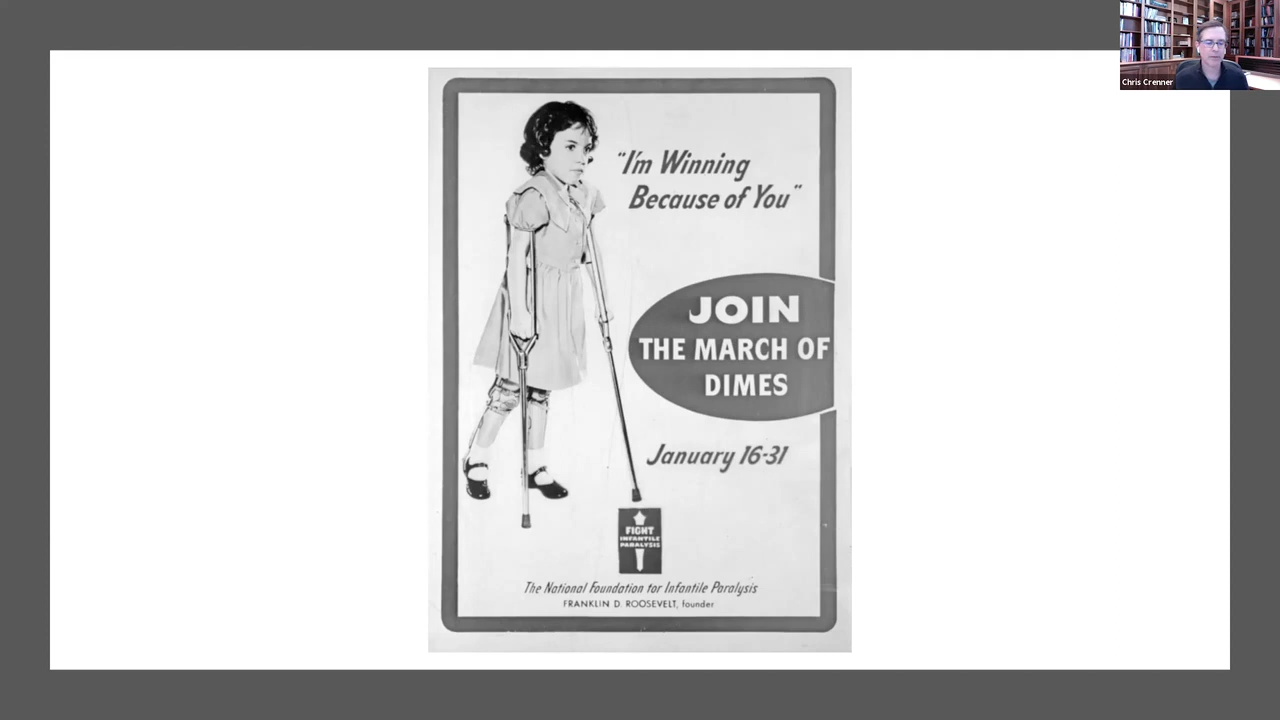 Chris Crenner
"I'm Winning
Because of You"
JOIN
THE MARCH OF
DIMES
January 16-31
FIGHT
INFANTILE
PARALYSIS
The National Foundation for Infantile Paralysis
FRANKLIN D. ROOSEVELT, founder